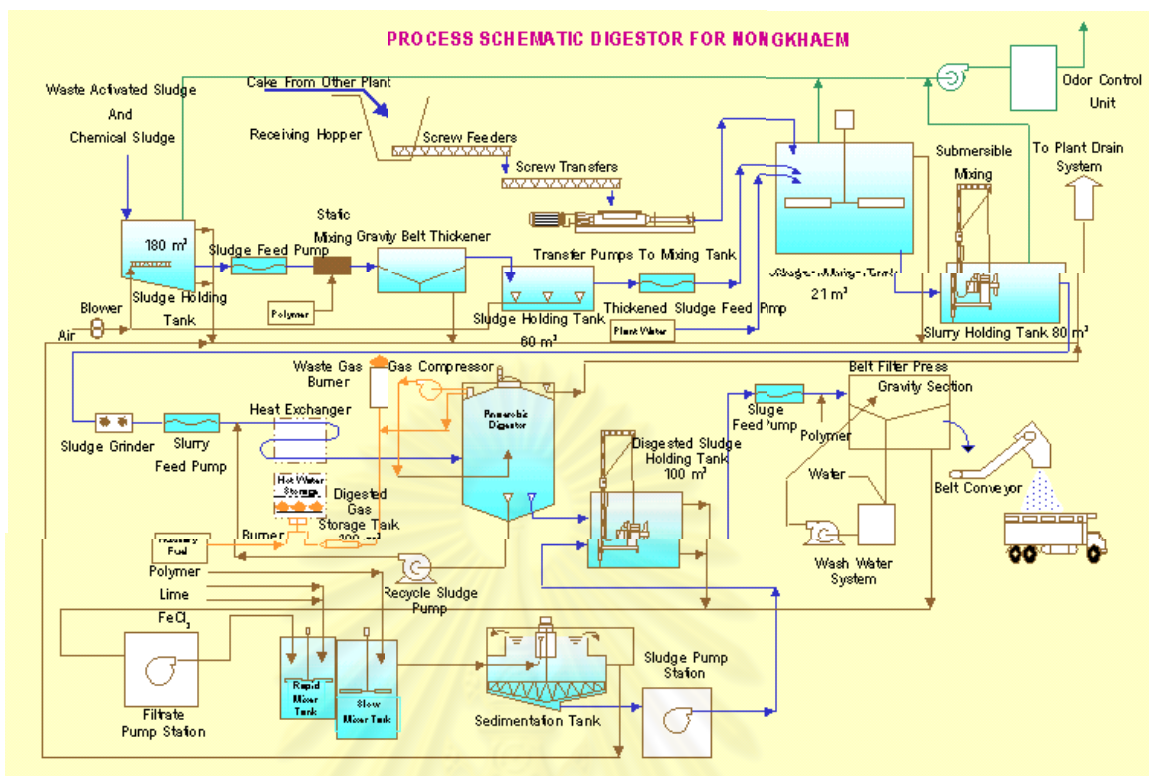 PROCESS SCHEMATIC DIGESTOR FOR NONGKHAEM
Waste Activated Sludge
And
Chemical Sludge
Cake From Other Plant
Receiving Hopper
Screw Feeders
Screw Transfers
Odor Control
Unit
To Plant Drain
System
Submersible
Mixing
180 m³
Static
Mixing
Sludge Feed Pump
Gravity Belt Thickener
Transfer Pumps To Mixing Tank
21 m³
Sludge Holding
Tank
Blower
Air
Polymer
Sludge Holding Tank
60 m³
Thickened Sludge Feed Pmp
Plant Water
Slurry Holding Tank 80 m³
Waste Gas
Burner
Gas Compressor
Heat Exchanger
Sludge Grinder
Slurry
Feed Pump
Digestor
Hot Water
Storage
Digested
Gas
Storage Tank
Burner
Fuel
Disgested Sludge
Holding Tank
100 m³
Sluge
Feed Pump
Belt Filter Press
Gravity Section
Polymer
Water
Belt Conveyor
Wash Water
System
Recycle Sludge
Pump
Polymer
Lime
FeCl₃
Rapid
Mixer
Tank
Slow
Mixer Tank
Filtrate
Pump Station
Sedimentation Tank
Sludge Pump
Station